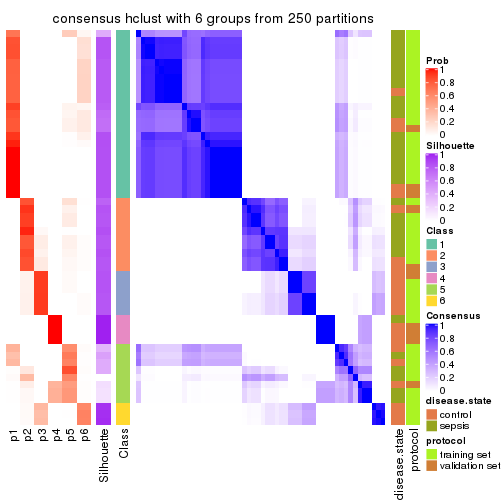 consensus hclust with 6 groups from 250 partitions
Prob
1
0.8
0.6
0.4
0.2
0
Silhouette
1
0.8
0.6
0.4
0.2
0
Class
1
2
3
4
5
6
Consensus
1
0.8
0.6
0.4
0.2
0
disease.state
control
sepsis
protocol
training set
validation set
p1
p2
p3
p4
p5
p6
Silhouette
Class
disease.state
protocol